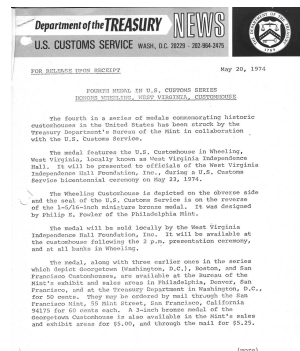 Department of the TREASURY NEWS
U.S. CUSTOMS SERVICE WASH., D.C. 20229 - 202-964-2475
FOR RELEASE UPON RECEIPT May 20, 1974
FOURTH MEDAL IN U.S. CUSTOMS SERIES
HONORS WHEELING, WEST VIRGINIA, CUSTOMHOUSE
The fourth in a series of medals commemorating historic
customhouses in the United States has been struck by the
Treasury Department's Bureau of the Mint in collaboration
with the U.S. Customs Service.
The medal features the U.S. Customhouse in Wheeling,
West Virginia, locally known as West Virginia Independence
Hall. It will be presented to officials of the West Virginia
Independence Hall Foundation, Inc., during a U.S. Customs
Service bicentennial ceremony on May 23, 1974.
The Wheeling Customhouse is depicted on the obverse side
and the seal of the U.S. Customs Service is on the reverse
of the 1-5/16-inch miniature bronze medal. It was designed
by Philip E. Fowler of the Philadelphia Mint.
The medal will be sold locally by the West Virginia
Independence Hall Foundation, Inc. It will be available at
the customhouse following the 2 p.m. presentation ceremony,
and at all banks in Wheeling.
The medal, along with three earlier ones in the series
which depict Georgetown (Washington, D.C.), Boston, and San
Francisco Customhouses, are available at the Bureau of the
Mint's exhibit and sales areas in Philadelphia, Denver, San
Francisco, and at the Treasury Department in Washington, D.C.,
for 50 cents. They may be ordered by mail through the San
Francisco Mint, 55 Mint Street, San Francisco, California
94175 for 60 cents each. A 3-inch bronze medal of the
Georgetown Customhouse is also available in the Mint's sales
and exhibit areas for $5.00, and through the mail for $5.25.
(more)